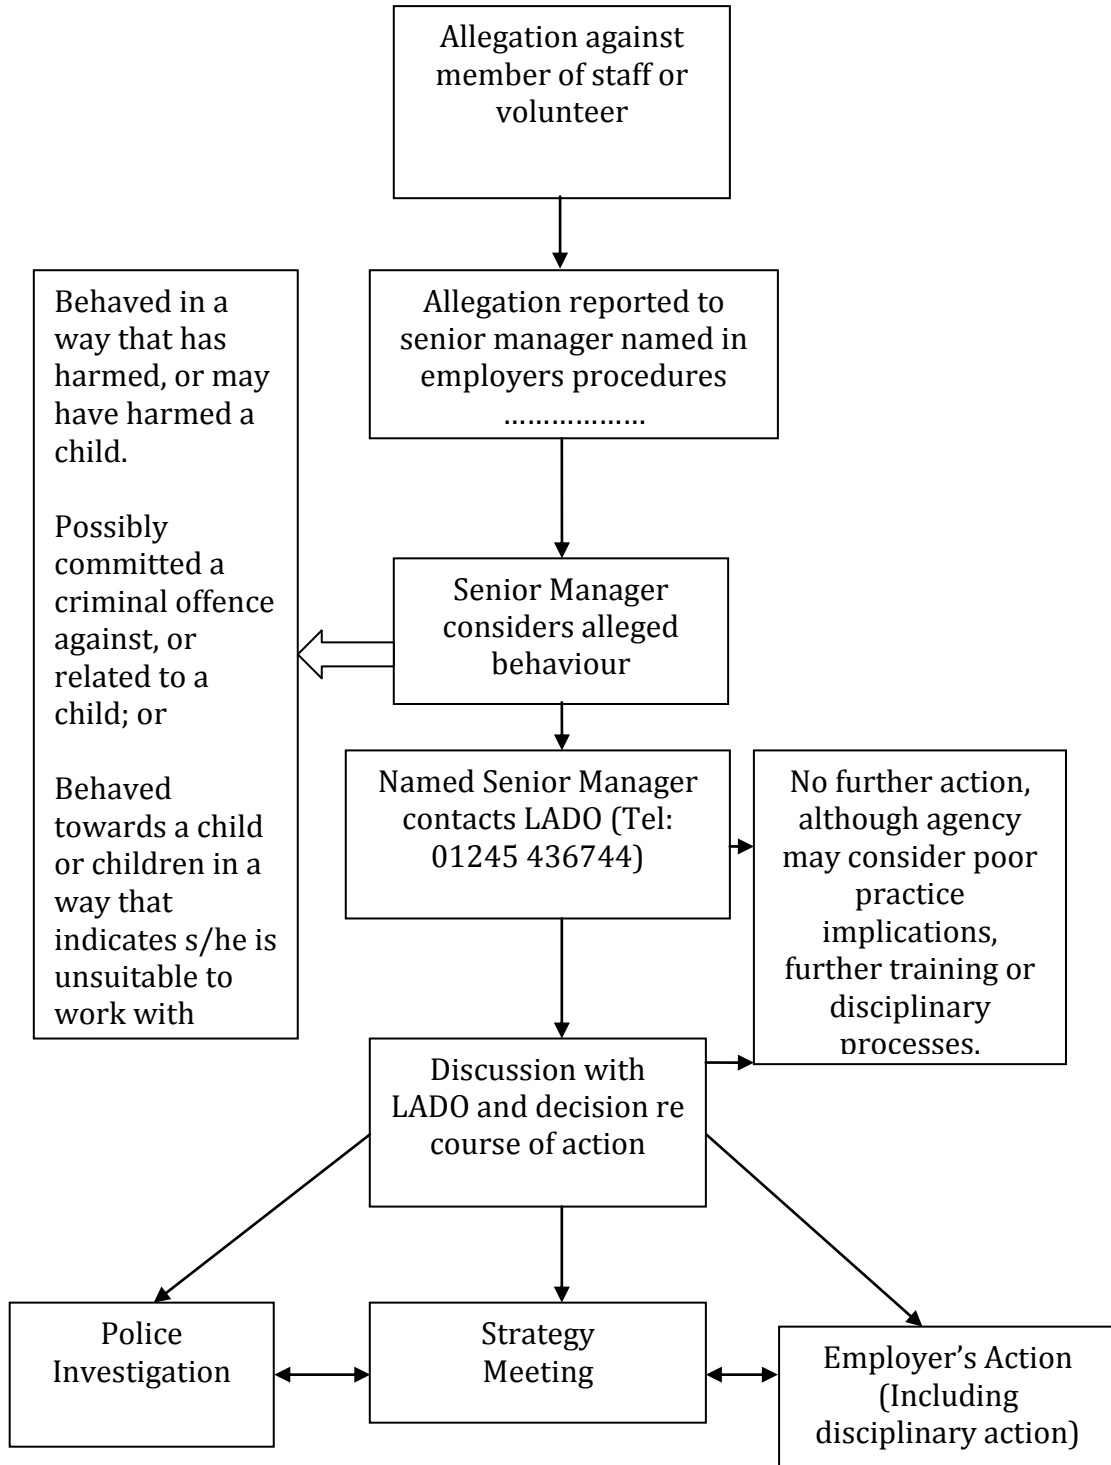 Allegation against
member of staff or
volunteer
Allegation reported to
senior manager named in
employers procedures
………………
Behaved in a
way that has
harmed, or may
have harmed a
child.
Possibly
committed a
criminal offence
against, or
related to a
child; or
Behaved
towards a child
or children in a
way that
indicates s/he is
unsuitable to
work with
Senior Manager
considers alleged
behaviour
Named Senior Manager
contacts LADO (Tel:
01245 436744)
No further action,
although agency
may consider poor
practice
implications,
further training or
disciplinary
processes.
Discussion with
LADO and decision re
course of action
Police
Investigation
Strategy
Meeting
Employer’s Action
(Including
disciplinary action)